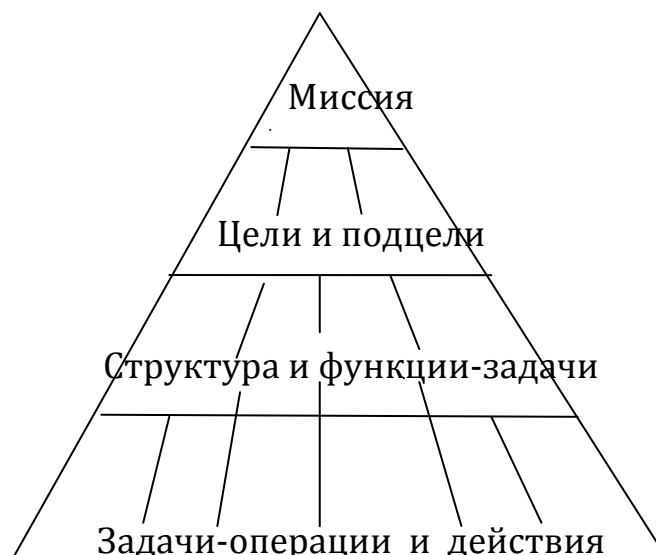 Миссия
Цели и подцели
Структура и функции-задачи
Задачи-операции и действия